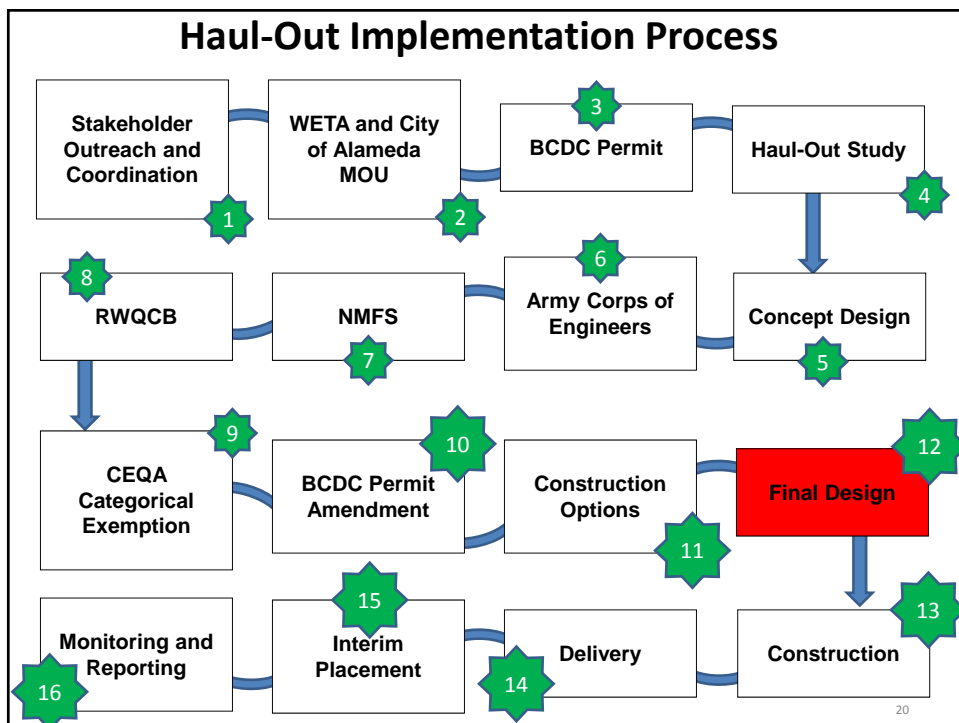 Haul-Out Implementation Process
Stakeholder
Outreach and
Coordination
1
WETA and City
of Alameda
MOU
2
3
BCDC Permit
Haul-Out Study
4
8
RWQCB
NMFS
7
6
Army Corps of
Engineers
Concept Design
5
9
CEQA
Categorical
Exemption
10
BCDC Permit
Amendment
Construction
Options
11
12
Final Design
Monitoring and
Reporting
16
15
Interim
Placement
14
Delivery
13
Construction
20